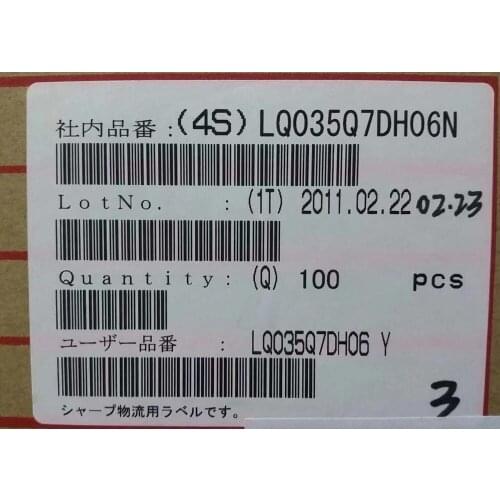 社内品番 : (4S) LQ035Q7DH06N
LotNo. : (1T) 2011.02.22 02.23
Quantity: (Q) 100 pcs
ユーザー品番 : LQ035Q7DH06 Y
3
シャープ物流用ラベルです。